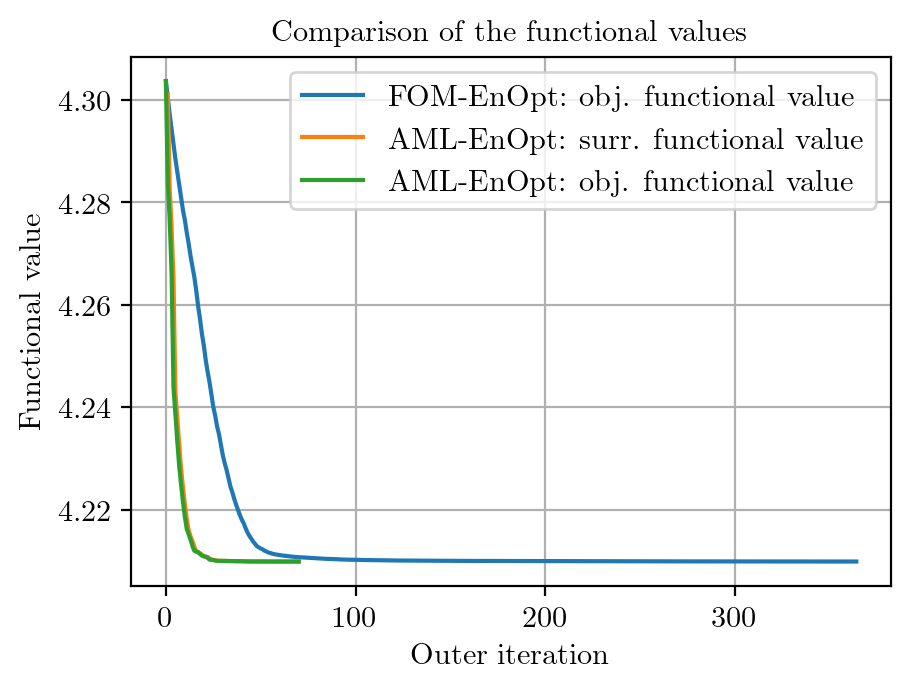 Comparison of the functional values
FOM-EnOpt: obj. functional value
AML-EnOpt: surr. functional value
AML-EnOpt: obj. functional value
Functional value
4.30
4.28
4.26
4.24
4.22
0 100 200 300
Outer iteration